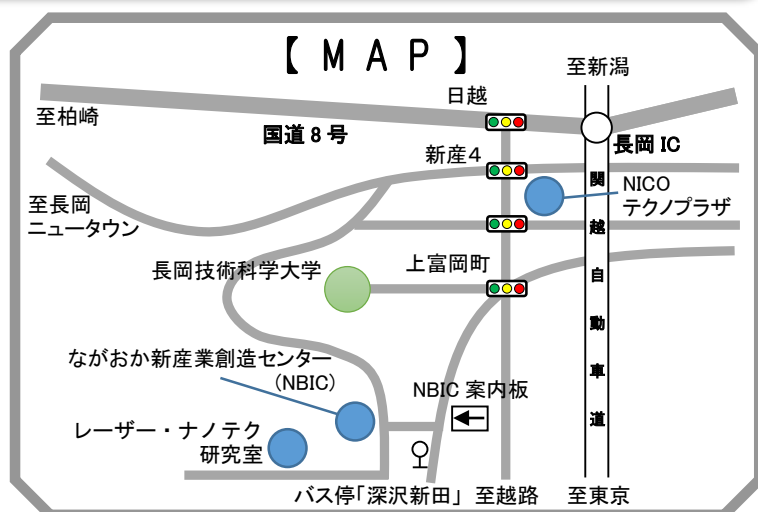 【ＭＡＰ】
至新潟
日越
至柏崎
国道８号
長岡 IC
新産４
NICO
テクノプラザ
至長岡
ニュータウン
関越自動車道
長岡技術科学大学
上富岡町
ながおか新産業創造センター
(NBIC)
NBIC 案内板
レーザー・ナノテク
研究室
バス停「深沢新田」
至越路
至東京